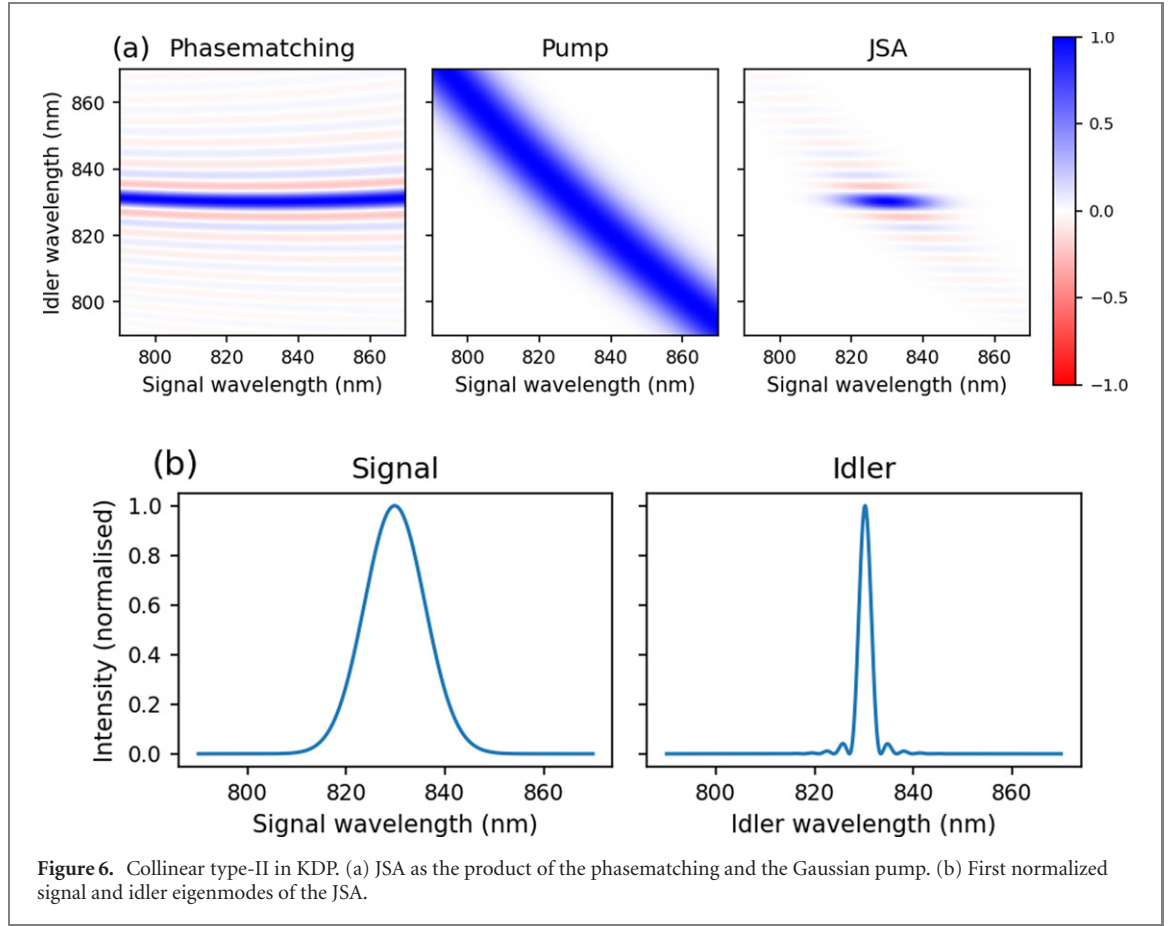 (a) Phasematching Pump JSA
Idler wavelength (nm)
860
840
820
800
800 820 840 860 800 820 840 860 800 820 840 860
Signal wavelength (nm) Signal wavelength (nm) Signal wavelength (nm)
1.0
0.5
0.0
−0.5
−1.0
(b) Signal Idler
Intensity (normalised)
1.0
0.8
0.6
0.4
0.2
0.0
800 820 840 860 800 820 840 860
Signal wavelength (nm) Idler wavelength (nm)
Figure 6. Collinear type-II in KDP. (a) JSA as the product of the phasematching and the Gaussian pump. (b) First normalized
signal and idler eigenmodes of the JSA.